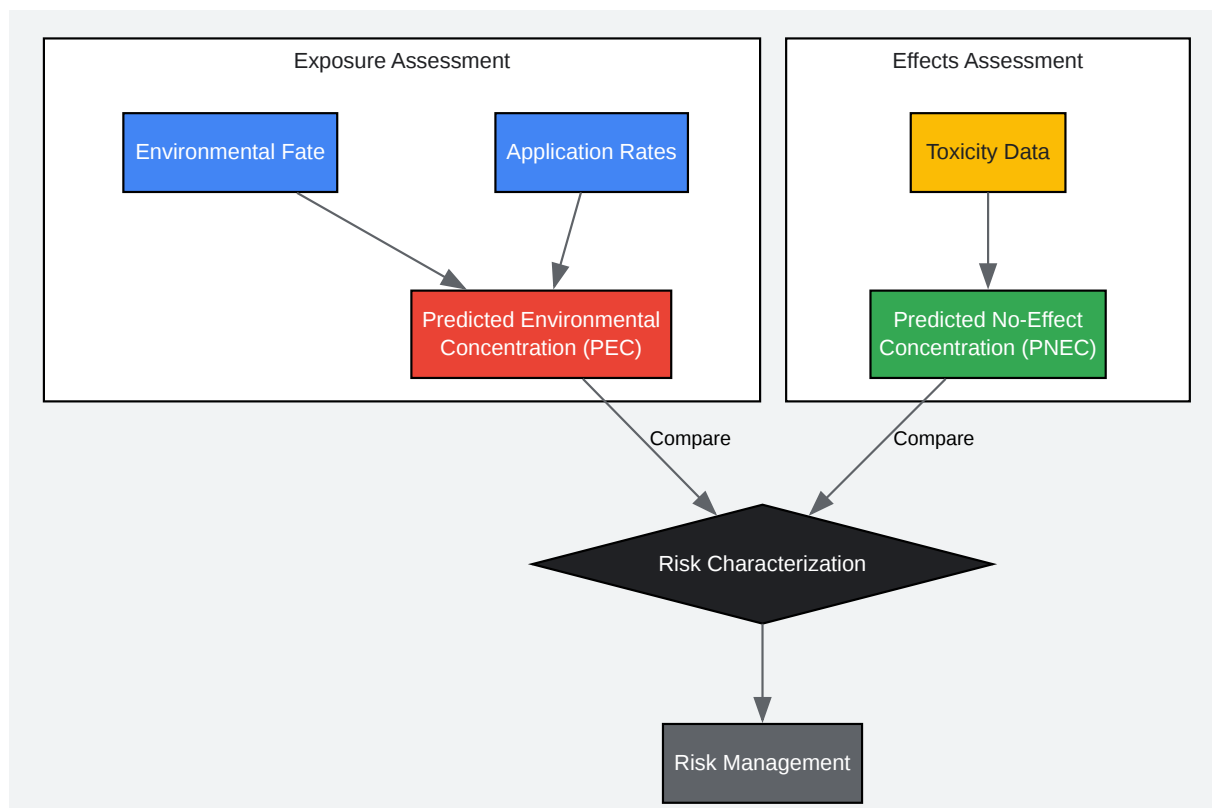 Exposure Assessment
Effects Assessment
Environmental Fate
Application Rates
Toxicity Data
Predicted Environmental
Concentration (PEC)
Predicted No-Effect
Concentration (PNEC)
Compare
Compare
Risk Characterization
Risk Management